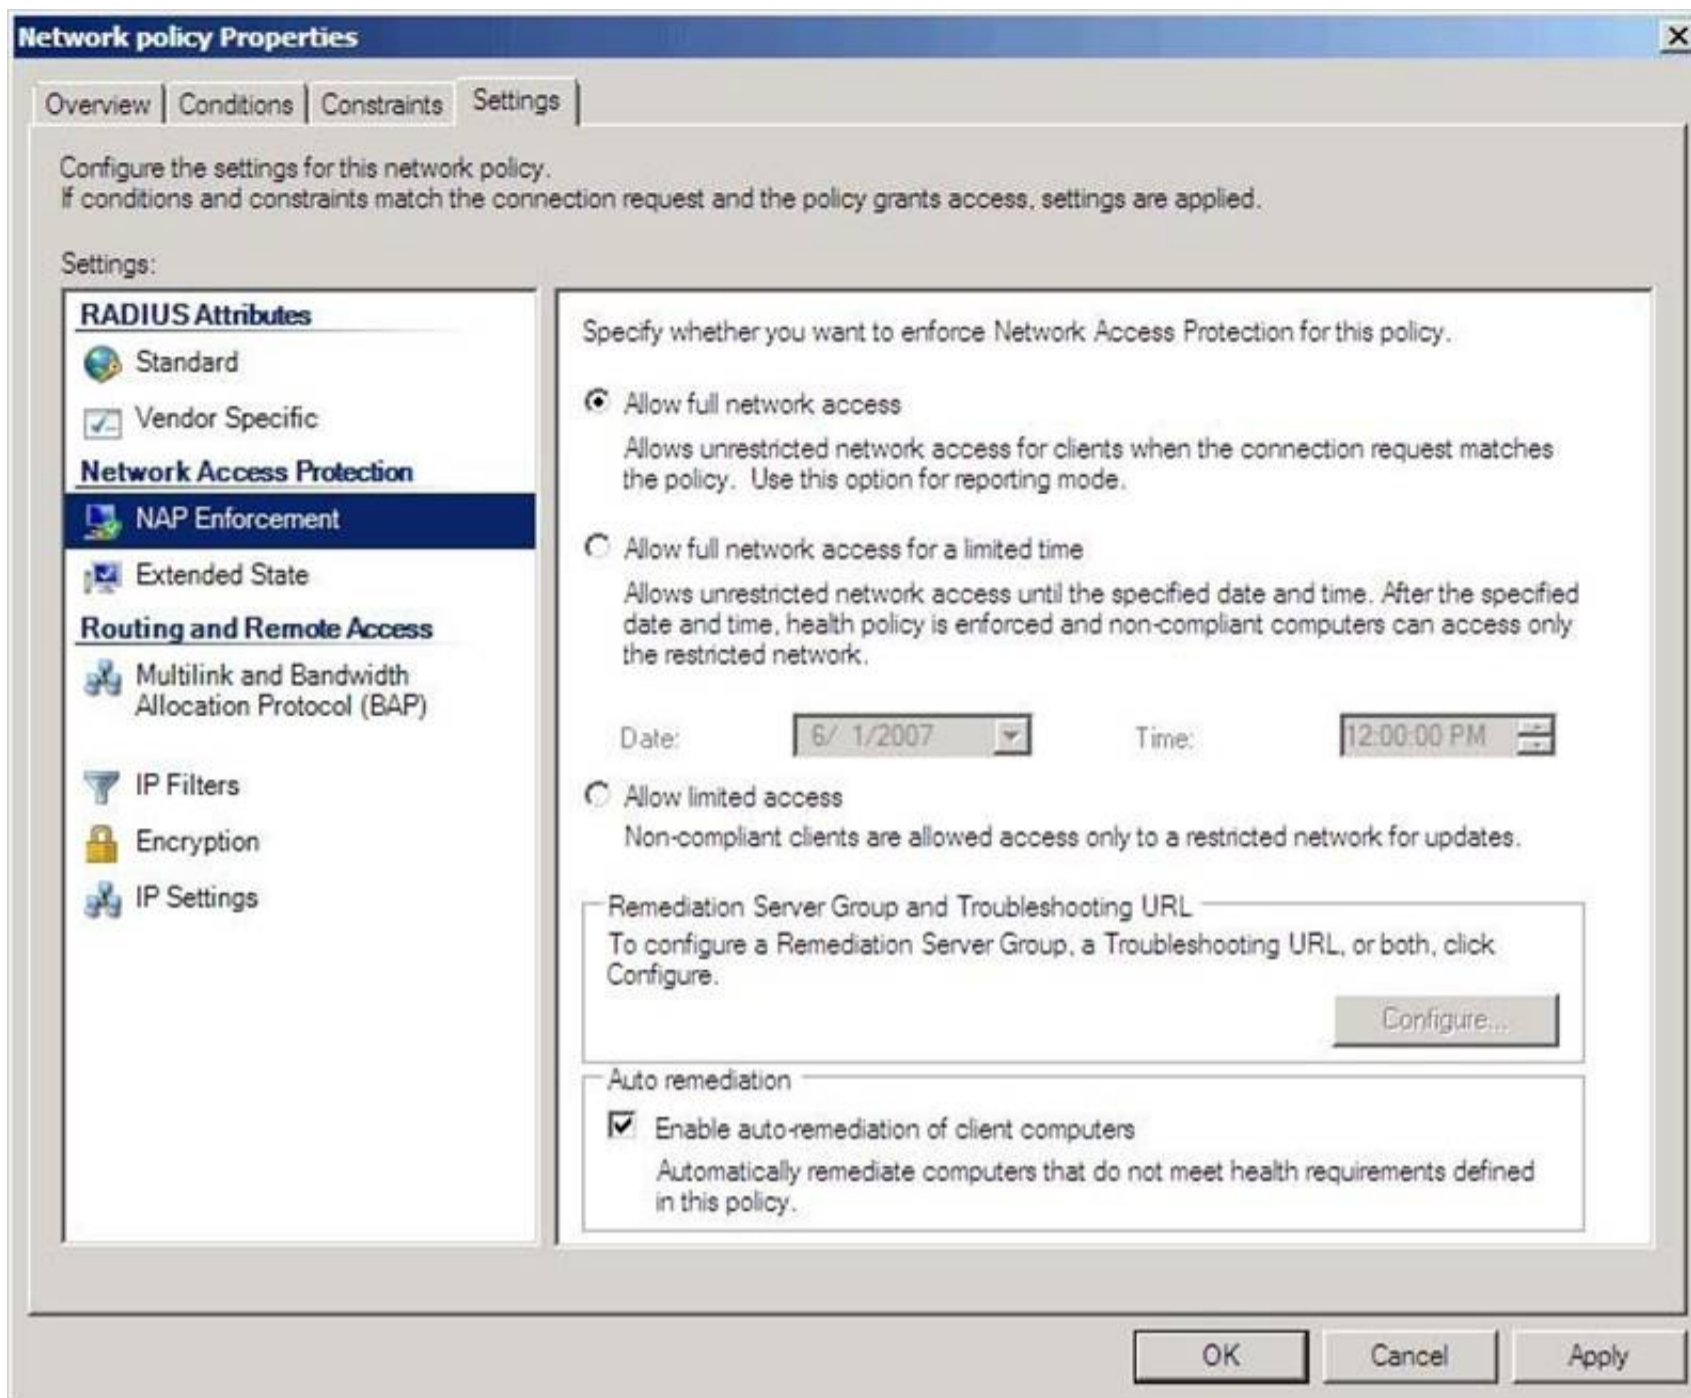 Network policy Properties
Overview
Conditions
Constraints
Settings
Configure the settings for this network policy.
If conditions and constraints match the connection request and the policy grants access, settings are applied.
Settings:
RADIUS Attributes
Standard
Vendor Specific
Network Access Protection
NAP Enforcement
Extended State
Routing and Remote Access
Multilink and Bandwidth
Allocation Protocol (BAP)
IP Filters
Encryption
IP Settings
Specify whether you want to enforce Network Access Protection for this policy.
Allow full network access
Allows unrestricted network access for clients when the connection request matches
the policy. Use this option for reporting mode.
Allow full network access for a limited time
Allows unrestricted network access until the specified date and time. After the specified
date and time, health policy is enforced and non-compliant computers can access only
the restricted network.
Date: 6/ 1/2007 Time: 12:00:00 PM
Allow limited access
Non-compliant clients are allowed access only to a restricted network for updates.
Remediation Server Group and Troubleshooting URL
To configure a Remediation Server Group, a Troubleshooting URL, or both, click
Configure.
Configure...
Auto remediation
Enable auto-remediation of client computers
Automatically remediate computers that do not meet health requirements defined
in this policy.
OK
Cancel
Apply